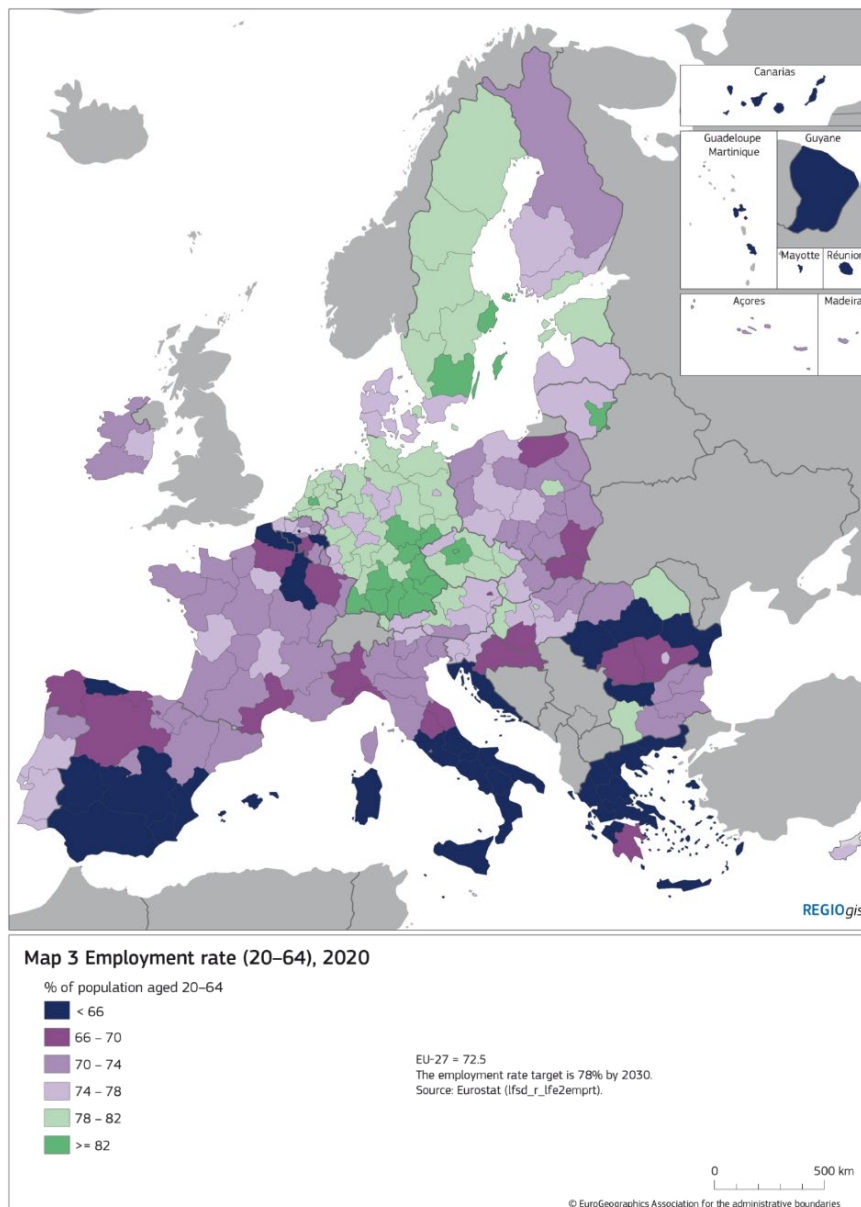 Canarias
Guadeloupe
Martinique
Guyane
Mayotte
Réunion
Açores
Madeira
REGIOgis
Map 3 Employment rate (20–64), 2020
% of population aged 20–64
< 66
66 – 70
70 – 74
74 – 78
78 – 82
>= 82
EU-27 = 72.5
The employment rate target is 78% by 2030.
Source: Eurostat (lfsd_r_lfe2emprt).
0 500 km
© EuroGeographics Association for the administrative boundaries